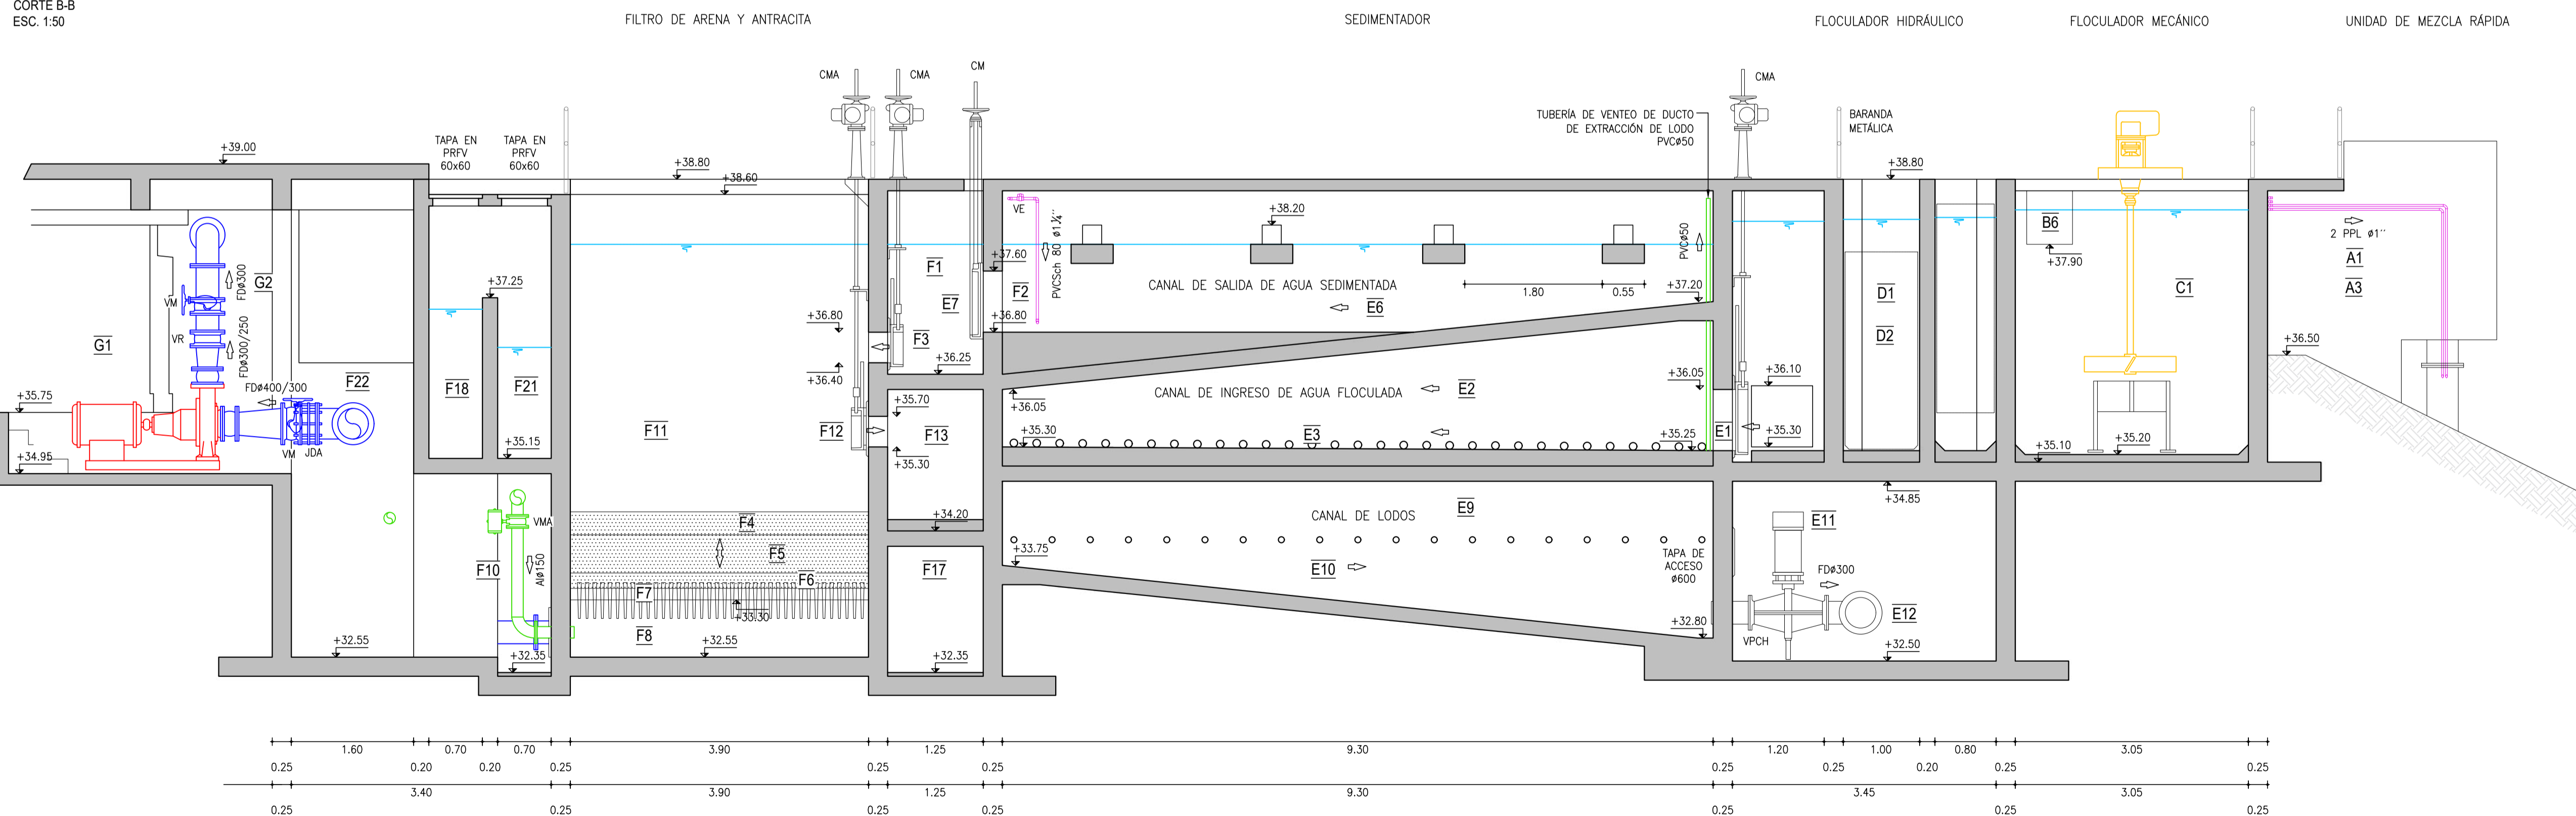 CORTE B-B
ESC. 1:50
FILTRO DE ARENA Y ANTRACITA
SEDIMENTADOR
FLOCULADOR HIDRÁULICO
FLOCULADOR MECÁNICO
UNIDAD DE MEZCLA RÁPIDA
CMA
CMA
CM
CMA
TUBERÍA DE VENTEO DE DUCTO
DE EXTRACCIÓN DE LODO
PVCø50
BARANDA
METÁLICA
TAPA EN
PRFV
60x60
TAPA EN
PRFV
60x60
+39.00
+38.80
+38.60
+38.80
VE
+38.20
PVCø50
PVCSch 80 ø1¼''
B6
+37.90
2 PPL ø1''
A1
A3
G2
FDø300
VM
VR
FDø300/250
G1
+37.25
F1
+37.60
F2
E7
CANAL DE SALIDA DE AGUA SEDIMENTADA
E6
1.80
0.55
+37.20
D1
D2
C1
+36.80
+36.80
F3
+36.25
+36.40
+36.50
FDø400/300
F22
F18
F21
+36.05
CANAL DE INGRESO DE AGUA FLOCULADA
E2
+36.05
+36.10
+35.75
+35.70
F11
F12
F13
+35.30
+35.30
E3
+35.25
E1
+35.30
+35.15
+35.10
+35.20
VM
JDA
+34.95
+34.85
VMA
F4
F5
F6
F7
+33.30
F8
F10
Alø150
+34.20
F17
CANAL DE LODOS
E9
+33.75
E10
TAPA DE
ACCESO
ø600
E11
FDø300
E12
+32.80
VPCH
+32.50
+32.55
+32.35
+32.55
+32.35
1.60
0.70
0.70
3.90
1.25
9.30
1.20
1.00
0.80
3.05
0.25
0.20
0.20
0.25
0.25
0.25
0.25
0.25
0.20
0.25
0.25
3.40
3.90
1.25
9.30
3.45
3.05
0.25
0.25
0.25
0.25
0.25
0.25
0.25